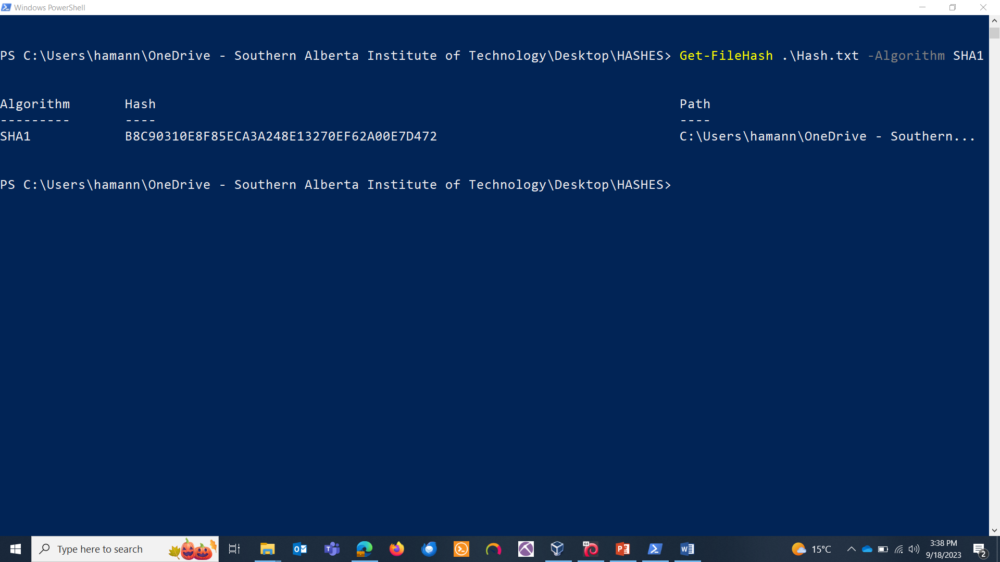 Windows PowerShell
PS C:\Users\hamann\OneDrive - Southern Alberta Institute of Technology\Desktop\HASHES> Get-FileHash .\Hash.txt -Algorithm SHA1
Algorithm Hash Path
--------- ---- ----
SHA1 B8C90310E8F85ECA3A248E13270EF62A00E7D472 C:\Users\hamann\OneDrive - Southern...
PS C:\Users\hamann\OneDrive - Southern Alberta Institute of Technology\Desktop\HASHES>
Type here to search
64
15°C
3:38 PM
9/18/2023
2